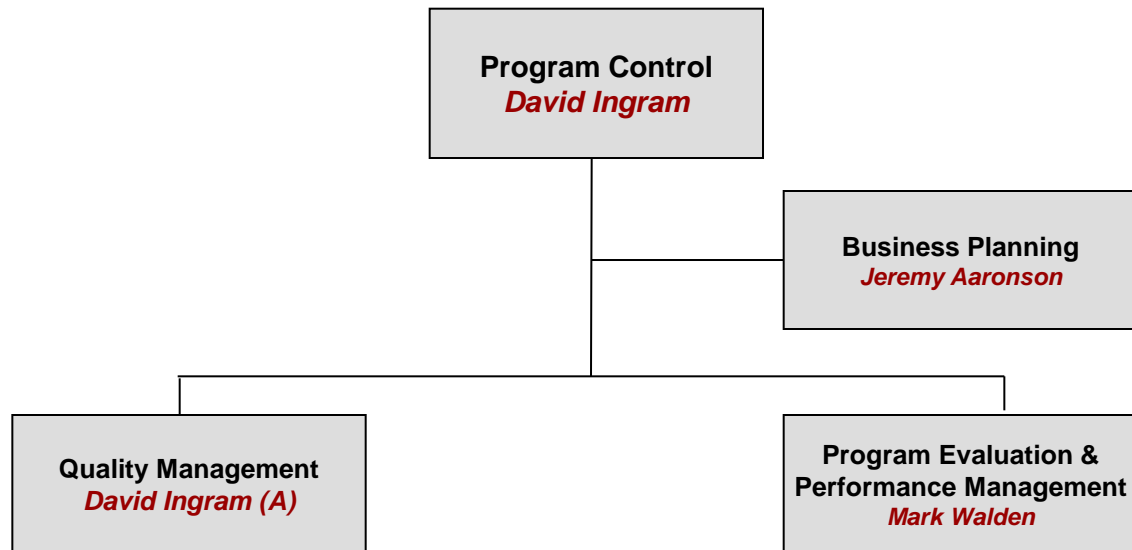 Program Control
David Ingram
Business Planning
Jeremy Aaronson
Quality Management
David Ingram (A)
Program Evaluation &
Performance Management
Mark Walden